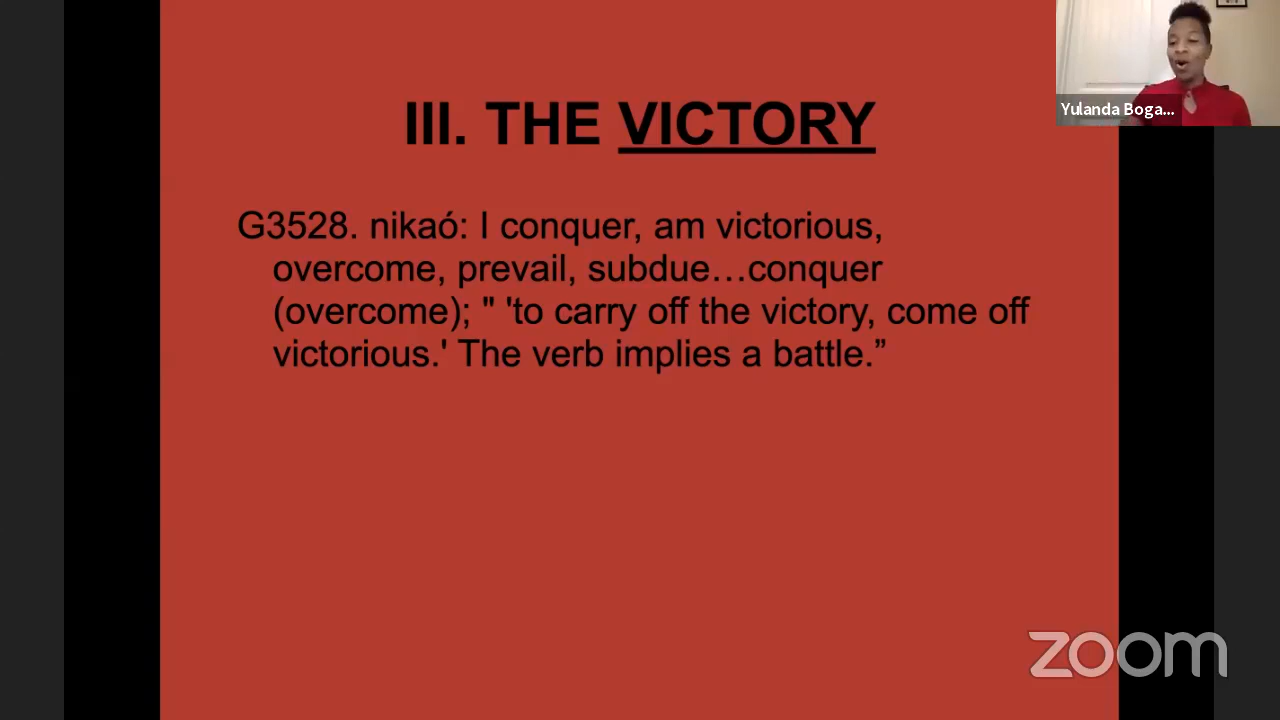 Yulanda Boga...
III. THE VICTORY
G3528. nikaó: I conquer, am victorious,
overcome, prevail, subdue…conquer
(overcome); " 'to carry off the victory, come off
victorious.' The verb implies a battle.”
zoom